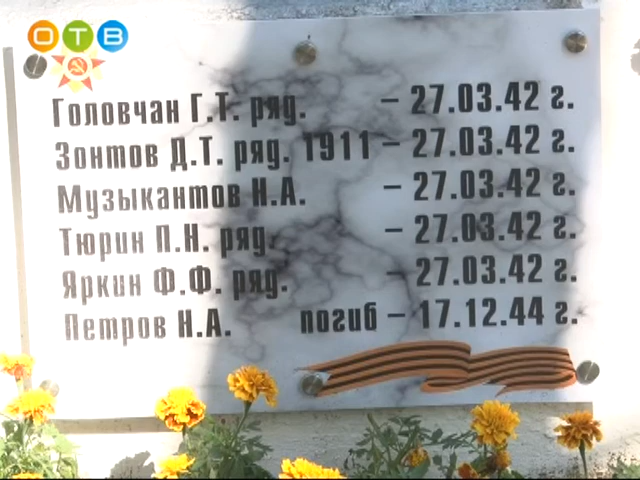 ОТВ
Головчан Г.Т. ряд. – 27.03.42 г.
Зонтов Д.Т. ряд. 1911 – 27.03.42 г.
Музыкантов Н.А. – 27.03.42 г.
Тюрин П.Н. ряд. – 27.03.42 г.
Яркин Ф.Ф. ряд. – 27.03.42 г.
Петров Н.А. погиб – 17.12.44 г.